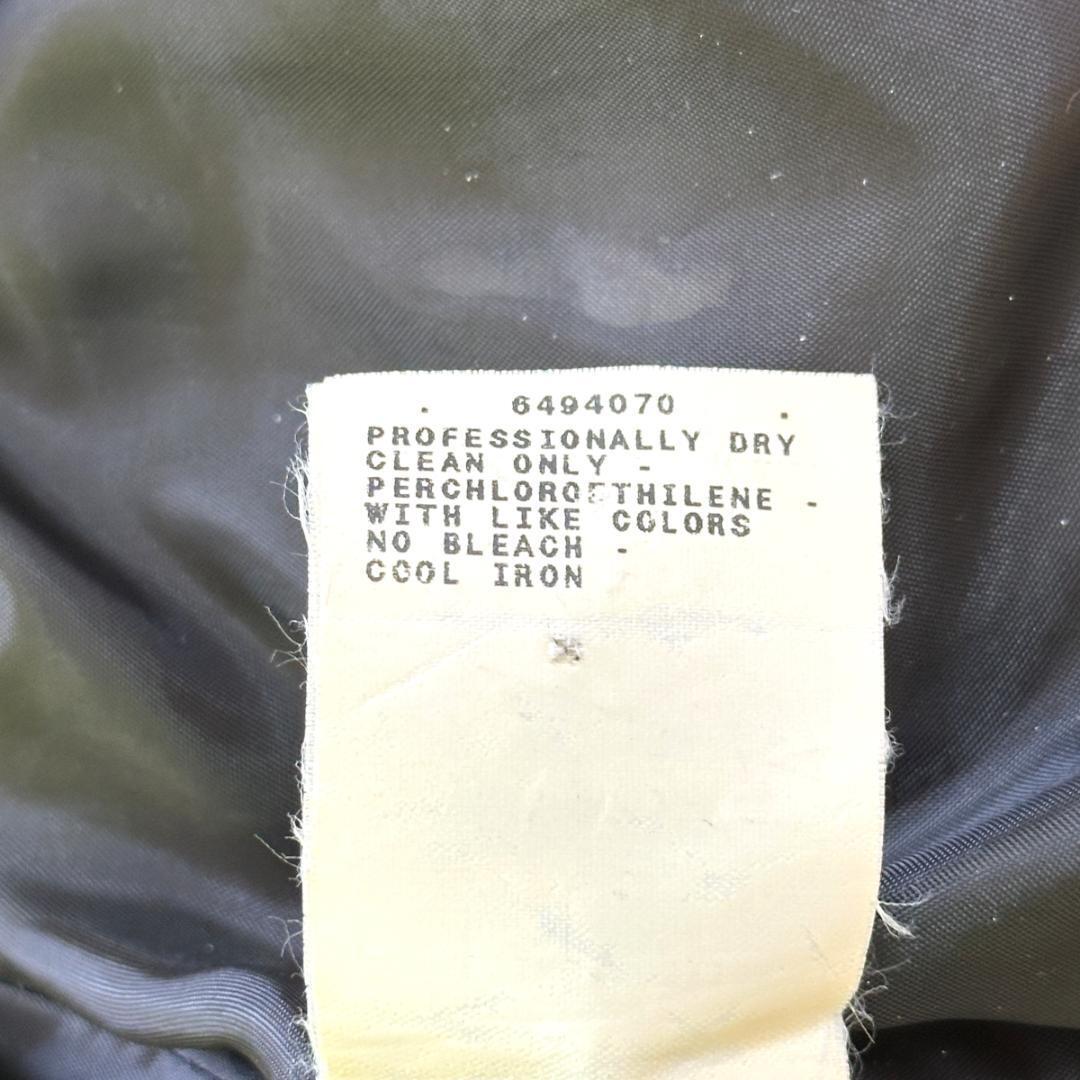 6494070
PROFESSIONALLY DRY
CLEAN ONLY -
PERCHLOROETHILENE -
WITH LIKE COLORS
NO BLEACH -
COOL IRON